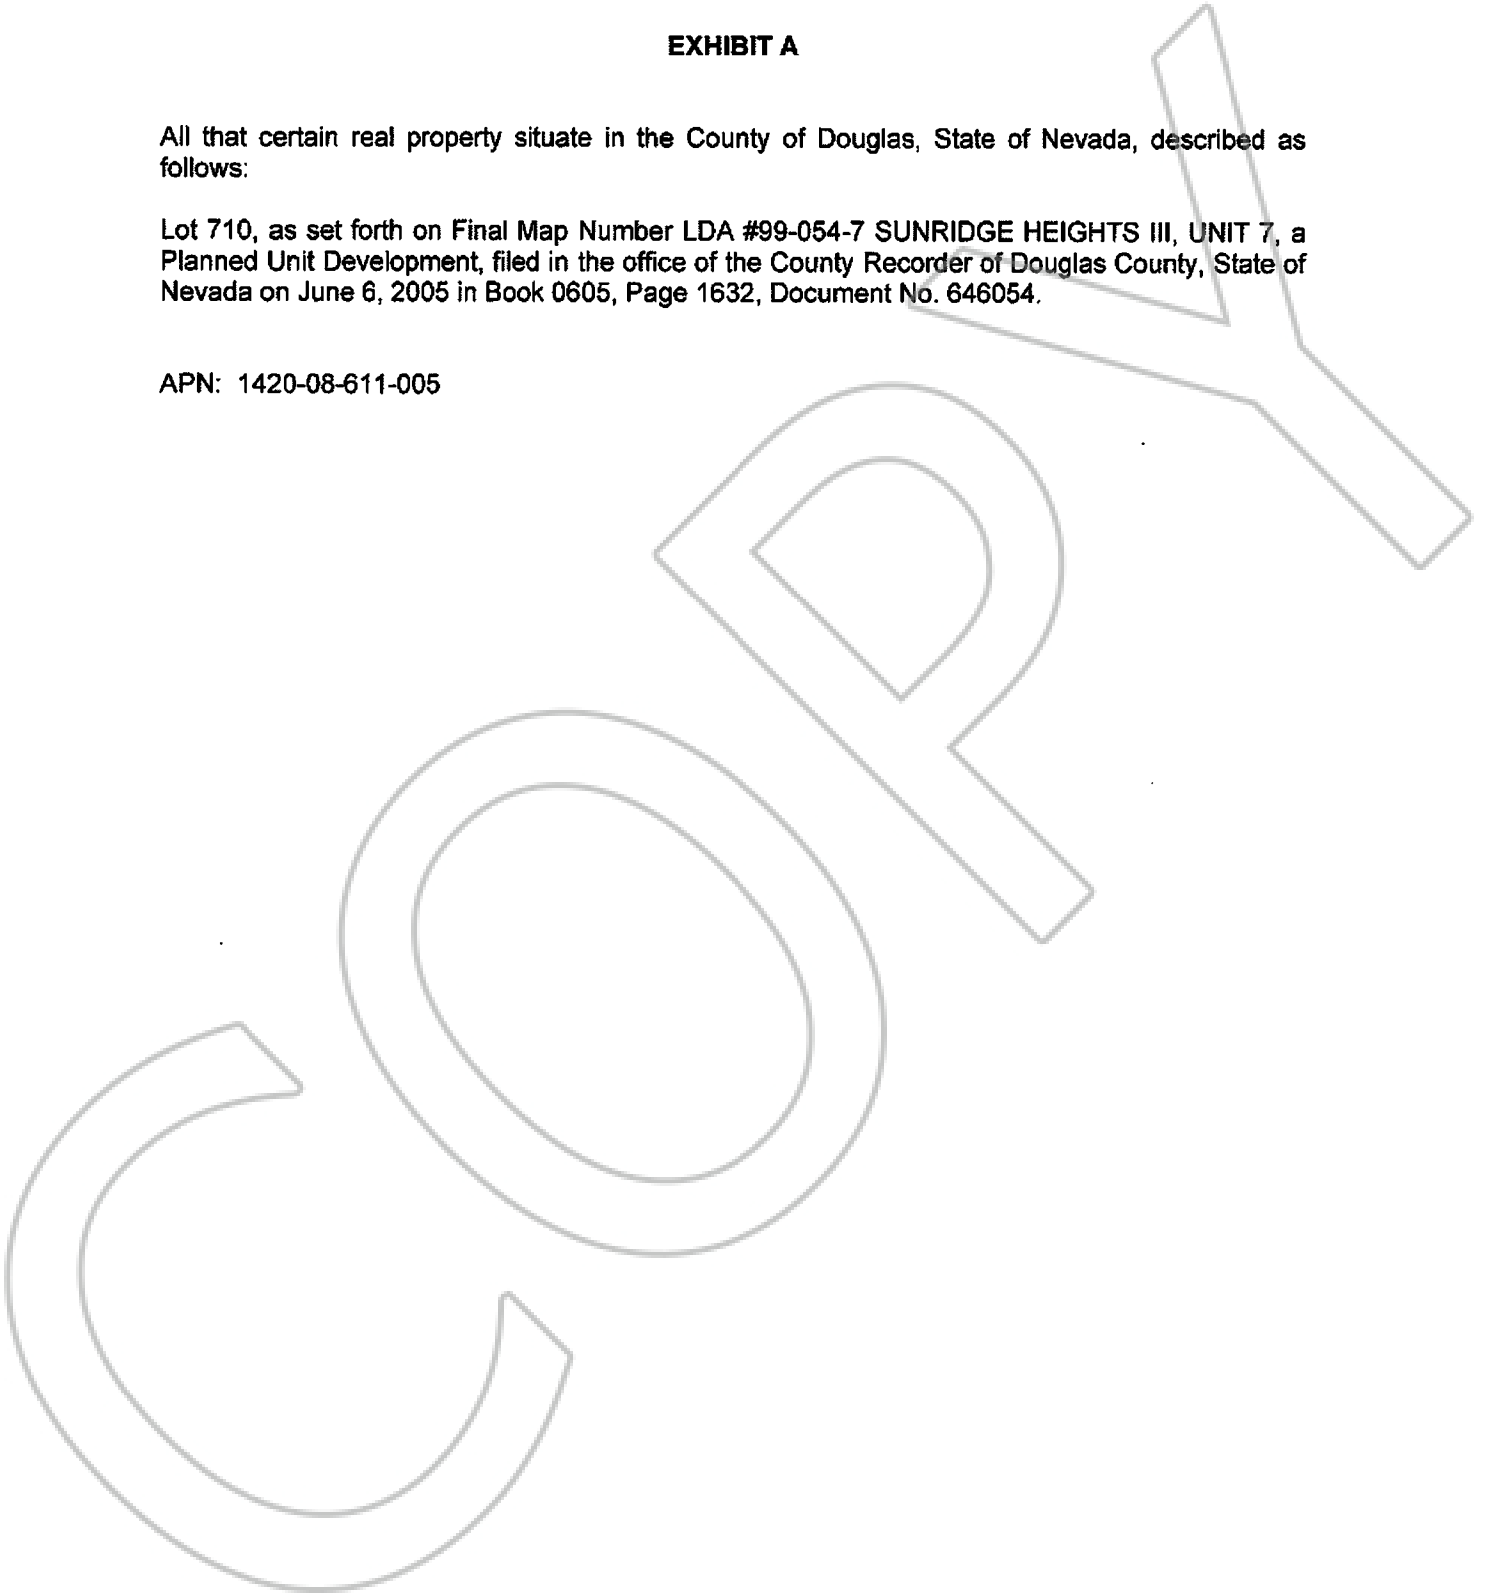 EXHIBIT A
All that certain real property situate in the County of Douglas, State of Nevada, described as
follows:
Lot 710, as set forth on Final Map Number LDA #99-054-7 SUNRIDGE HEIGHTS III, UNIT 7, a
Planned Unit Development, filed in the office of the County Recorder of Douglas County, State of
Nevada on June 6, 2005 in Book 0605, Page 1632, Document No. 646054.
APN: 1420-08-611-005
COPY